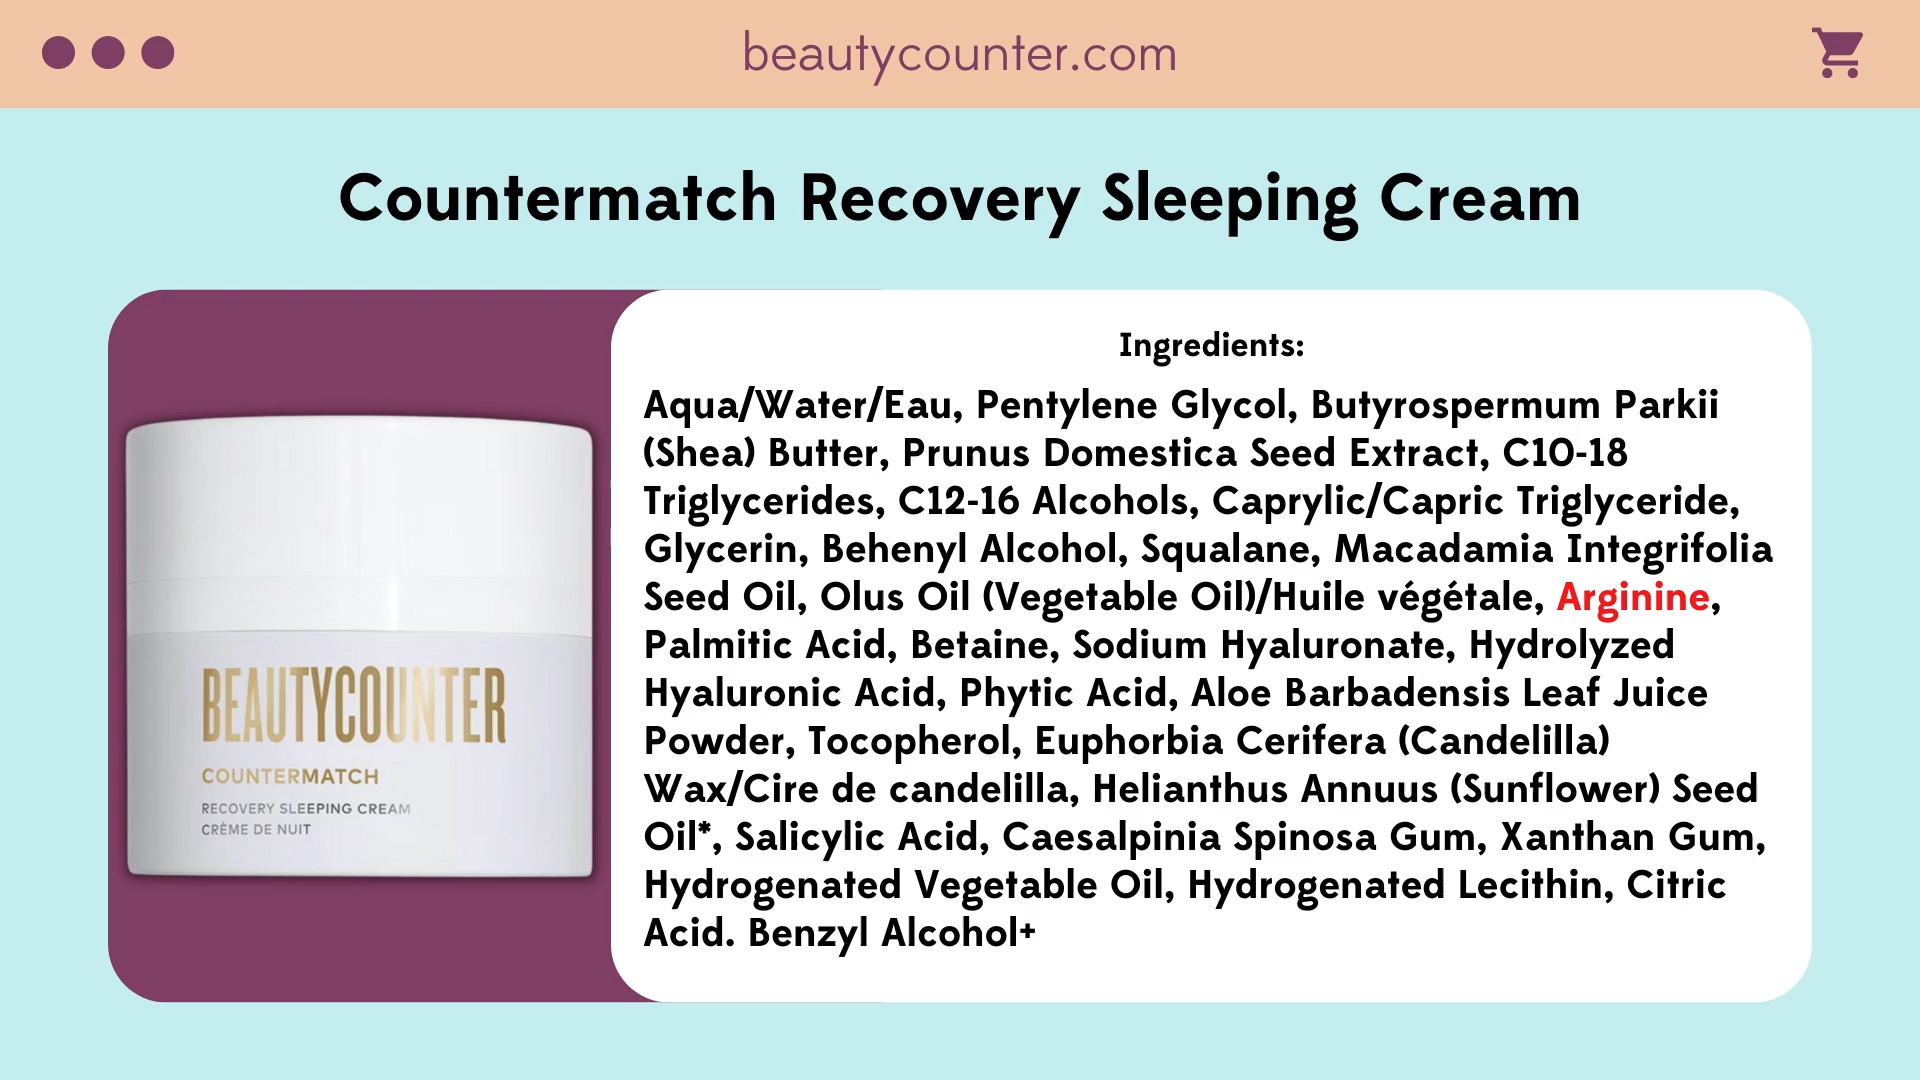 beautycounter.com
Countermatch Recovery Sleeping Cream
BEAUTYCOUNTER
COUNTERMATCH
RECOVERY SLEEPING CREAM
CRÈME DE NUIT
Ingredients:
Aqua/Water/Eau, Pentylene Glycol, Butyrospermum Parkii
(Shea) Butter, Prunus Domestica Seed Extract, C10-18
Triglycerides, C12-16 Alcohols, Caprylic/Capric Triglyceride,
Glycerin, Behenyl Alcohol, Squalane, Macadamia Integrifolia
Seed Oil, Olus Oil (Vegetable Oil)/Huile végétale, Arginine,
Palmitic Acid, Betaine, Sodium Hyaluronate, Hydrolyzed
Hyaluronic Acid, Phytic Acid, Aloe Barbadensis Leaf Juice
Powder, Tocopherol, Euphorbia Cerifera (Candelilla)
Wax/Cire de candelilla, Helianthus Annuus (Sunflower) Seed
Oil*, Salicylic Acid, Caesalpinia Spinosa Gum, Xanthan Gum,
Hydrogenated Vegetable Oil, Hydrogenated Lecithin, Citric
Acid. Benzyl Alcohol+